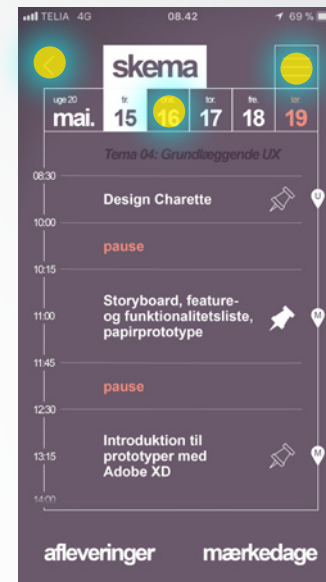 TELIA 4G 08.42 69 %
skema
uge 20 tir. ons. tor. fre. lør.
mai. 15 16 17 18 19
Tema 04: Grundlæggende UX
08:30
Design Charette
U
10:00
pause
10:15
Storyboard, feature-
11:00 og funktionalitetsliste, M
papirprototype
11:45
pause
12:30
Introduktion til
13:15 prototyper med M
Adobe XD
14:00
afleveringer mærkedage